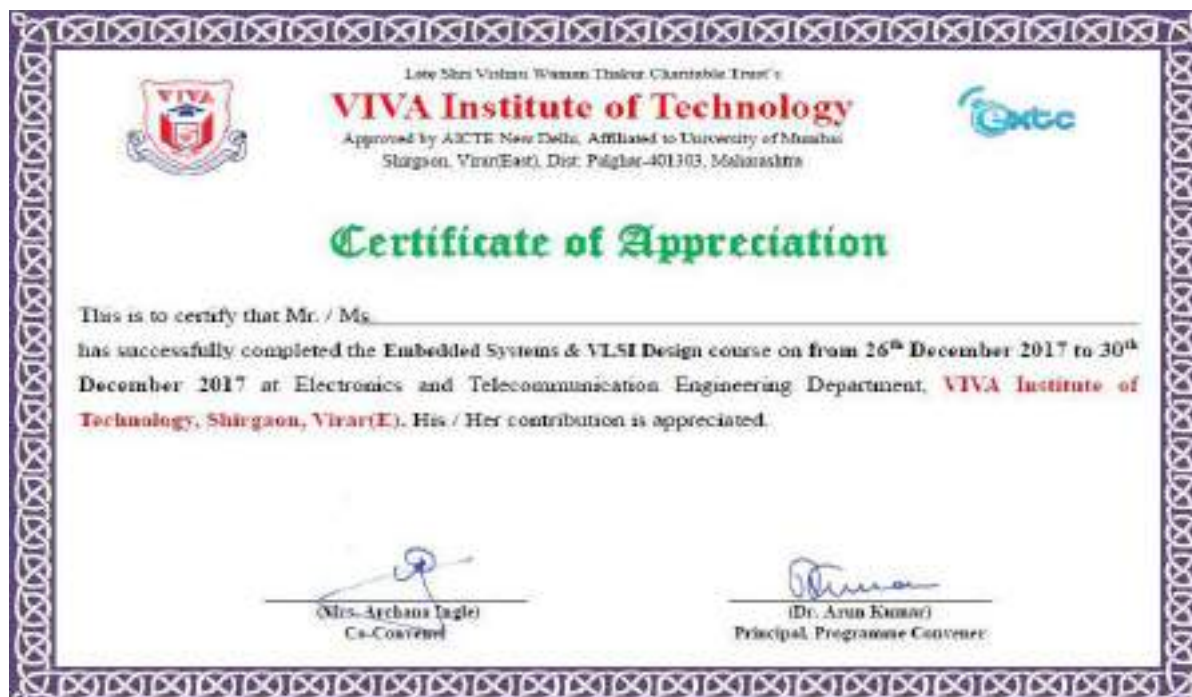 Late Shri Vishnu Waman Thakur Charitable Trust's
VIVA
VIVA Institute of Technology
extc
Approved by AICTE New Delhi, Affiliated to University of Mumbai
Shirgaon, Virar(East), Dist: Palghar-401303, Maharashtra
Certificate of Appreciation
This is to certify that Mr. / Ms.
has successfully completed the Embedded Systems & VLSI Design course on from 26th December 2017 to 30th
December 2017 at Electronics and Telecommunication Engineering Department, VIVA Institute of
Technology, Shirgaon, Virar(E). His / Her contribution is appreciated.
(Mrs. Archana Ingle)
Co-Convener
(Dr. Arun Kumar)
Principal, Programme Convener